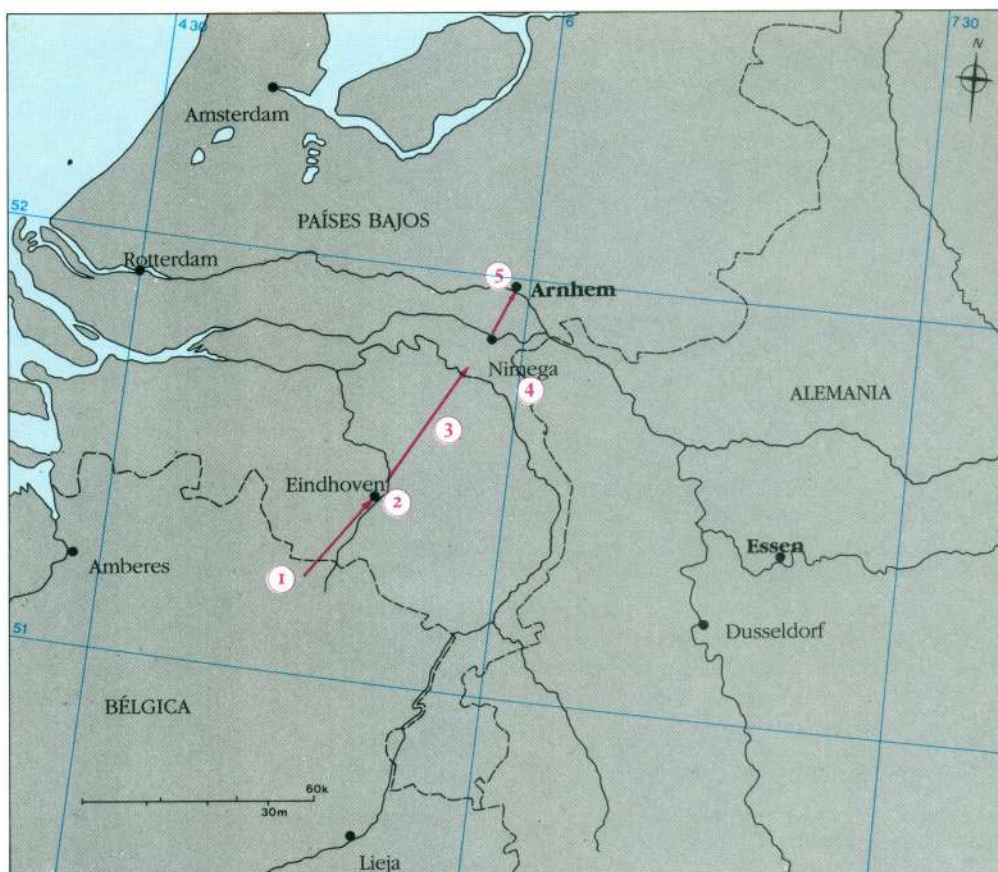 4 30
6
7 30
N
Amsterdam
52
PAÍSES BAJOS
Rotterdam
5
Arnhem
Nimega
4
ALEMANIA
3
Eindhoven
2
Essen
Amberes
1
Dusseldorf
51
BÉLGICA
60k
30m
Lieja